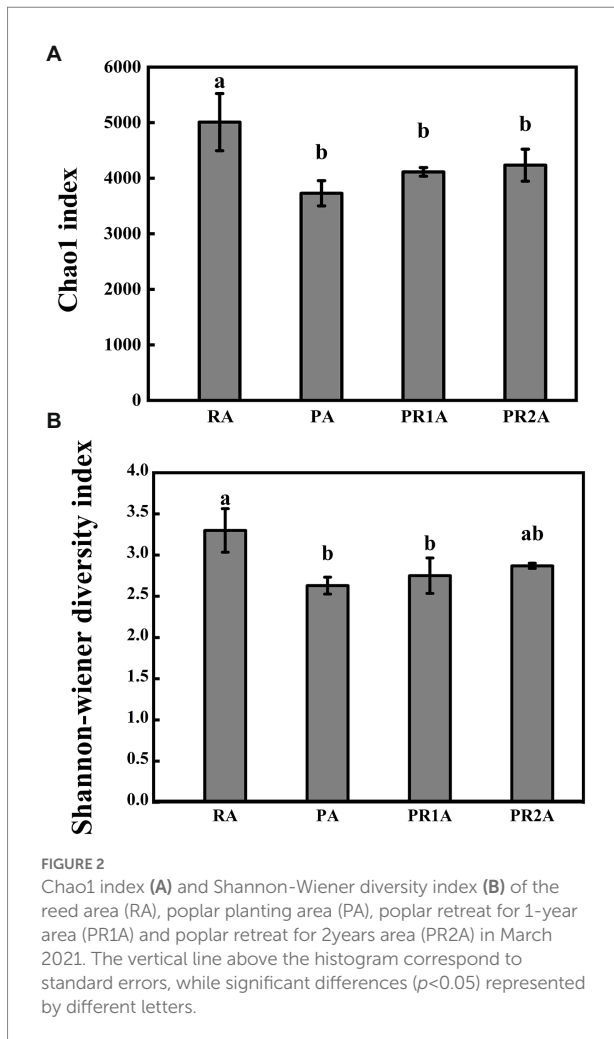 A
6000
5000
4000
3000
2000
1000
0
Chao1 index
a
b
b
b
RA PA PR1A PR2A
B
4.0
3.5
3.0
2.5
2.0
1.5
1.0
0.5
0.0
Shannon-wiener diversity index
a
b
b
ab
RA PA PR1A PR2A
FIGURE 2
Chao1 index (A) and Shannon-Wiener diversity index (B) of the
reed area (RA), poplar planting area (PA), poplar retreat for 1-year
area (PR1A) and poplar retreat for 2years area (PR2A) in March
2021. The vertical line above the histogram correspond to
standard errors, while significant differences (p<0.05) represented
by different letters.